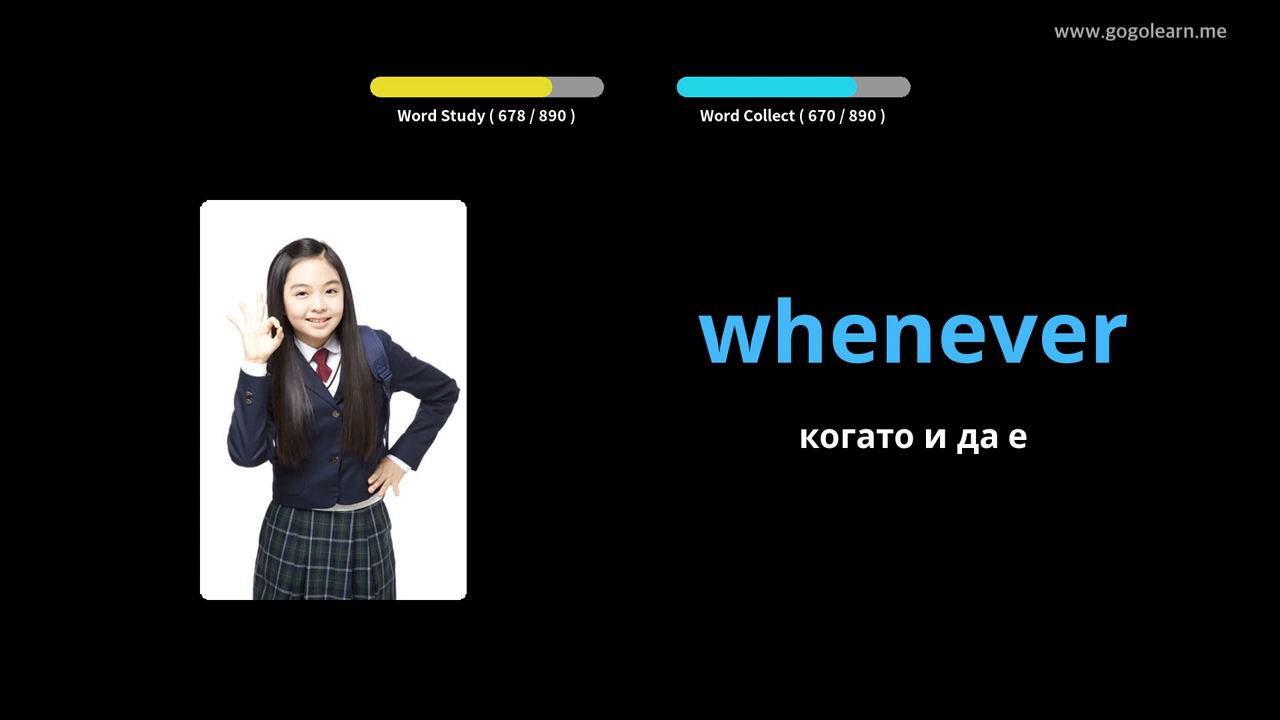 www.gogolearn.me
Word Study ( 678 / 890 )
Word Collect ( 670 / 890 )
whenever
когато и да е